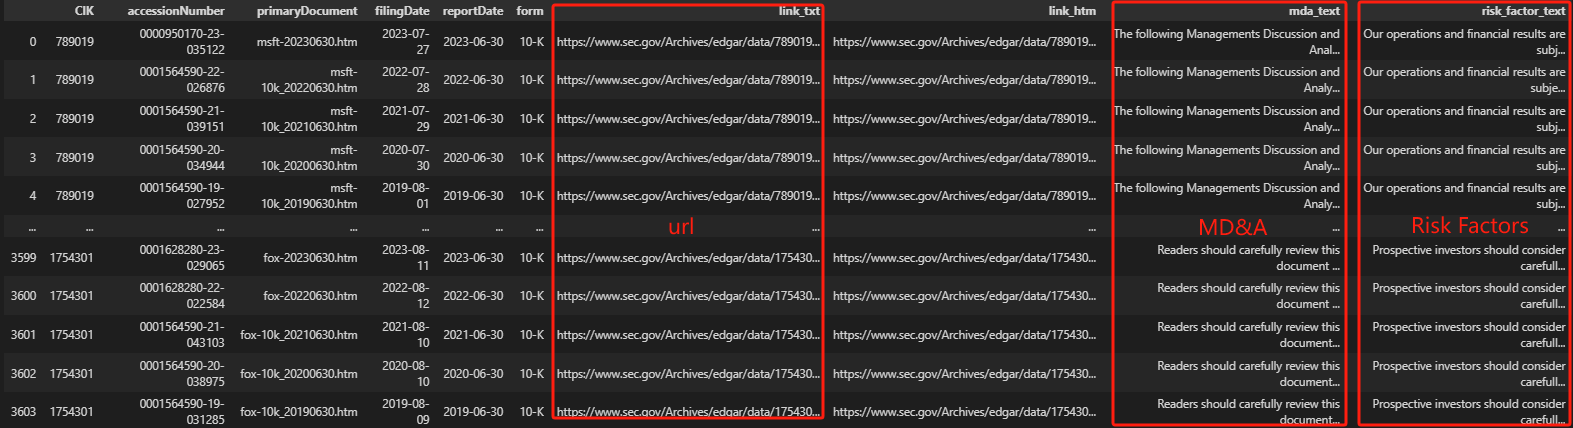 CIK accessionNumber primaryDocument filingDate reportDate form link_txt link_htm mda_text risk_factor_text
0 789019 0000950170-23-035122 msft-20230630.htm 2023-07-27 2023-06-30 10-K https://www.sec.gov/Archives/edgar/data/789019... https://www.sec.gov/Archives/edgar/data/789019... The following Managements Discussion and Anal... Our operations and financial results are subj...
1 789019 0001564590-22-026876 msft-10k_20220630.htm 2022-07-28 2022-06-30 10-K https://www.sec.gov/Archives/edgar/data/789019... https://www.sec.gov/Archives/edgar/data/789019... The following Managements Discussion and Analy... Our operations and financial results are subje...
2 789019 0001564590-21-039151 msft-10k_20210630.htm 2021-07-29 2021-06-30 10-K https://www.sec.gov/Archives/edgar/data/789019... https://www.sec.gov/Archives/edgar/data/789019... The following Managements Discussion and Analy... Our operations and financial results are subj...
3 789019 0001564590-20-034944 msft-10k_20200630.htm 2020-07-30 2020-06-30 10-K https://www.sec.gov/Archives/edgar/data/789019... https://www.sec.gov/Archives/edgar/data/789019... The following Managements Discussion and Analy... Our operations and financial results are subj...
4 789019 0001564590-19-027952 msft-10k_20190630.htm 2019-08-01 2019-06-30 10-K https://www.sec.gov/Archives/edgar/data/789019... https://www.sec.gov/Archives/edgar/data/789019... The following Managements Discussion and Analy... Our operations and financial results are subj...
... ... ... ... ... ... ... url ... MD&A ... Risk Factors ...
3599 1754301 0001628280-23-029065 fox-20230630.htm 2023-08-11 2023-06-30 10-K https://www.sec.gov/Archives/edgar/data/175430... https://www.sec.gov/Archives/edgar/data/175430... Readers should carefully review this document ... Prospective investors should consider carefull...
3600 1754301 0001628280-22-022584 fox-20220630.htm 2022-08-12 2022-06-30 10-K https://www.sec.gov/Archives/edgar/data/175430... https://www.sec.gov/Archives/edgar/data/175430... Readers should carefully review this document ... Prospective investors should consider carefull...
3601 1754301 0001564590-21-043103 fox-10k_20210630.htm 2021-08-10 2021-06-30 10-K https://www.sec.gov/Archives/edgar/data/175430... https://www.sec.gov/Archives/edgar/data/175430... Readers should carefully review this document... Prospective investors should consider carefull...
3602 1754301 0001564590-20-038975 fox-10k_20200630.htm 2020-08-10 2020-06-30 10-K https://www.sec.gov/Archives/edgar/data/175430... https://www.sec.gov/Archives/edgar/data/175430... Readers should carefully review this document... Prospective investors should consider carefull...
3603 1754301 0001564590-19-031285 fox-10k_20190630.htm 2019-08-09 2019-06-30 10-K https://www.sec.gov/Archives/edgar/data/175430... https://www.sec.gov/Archives/edgar/data/175430... Readers should carefully review this document... Prospective investors should consider carefull...